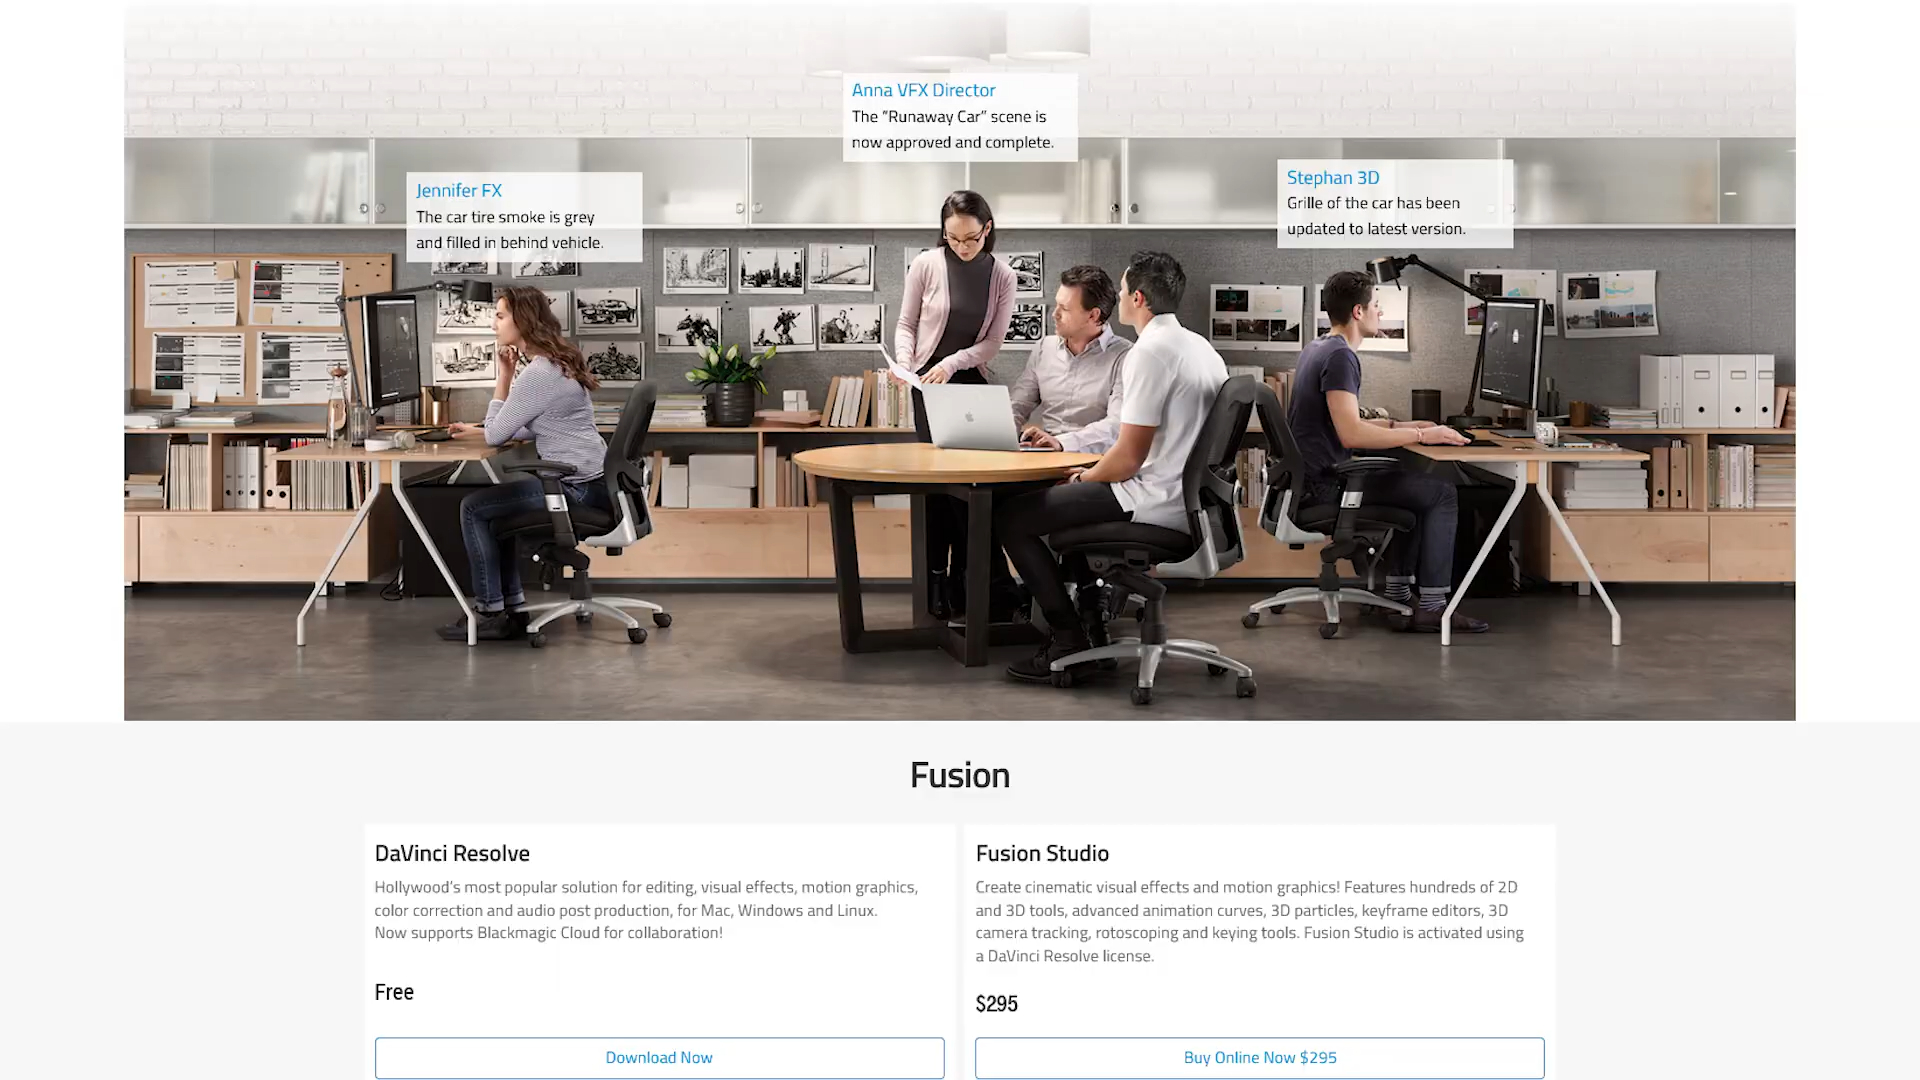 Anna VFX Director
The “Runaway Car” scene is
now approved and complete.
Jennifer FX
The car tire smoke is grey
and filled in behind vehicle.
Stephan 3D
Grille of the car has been
updated to latest version.
Fusion
DaVinci Resolve
Hollywood’s most popular solution for editing, visual effects, motion graphics,
color correction and audio post production, for Mac, Windows and Linux.
Now supports Blackmagic Cloud for collaboration!
Free
Download Now
Fusion Studio
Create cinematic visual effects and motion graphics! Features hundreds of 2D
and 3D tools, advanced animation curves, 3D particles, keyframe editors, 3D
camera tracking, rotoscoping and keying tools. Fusion Studio is activated using
a DaVinci Resolve license.
$295
Buy Online Now $295